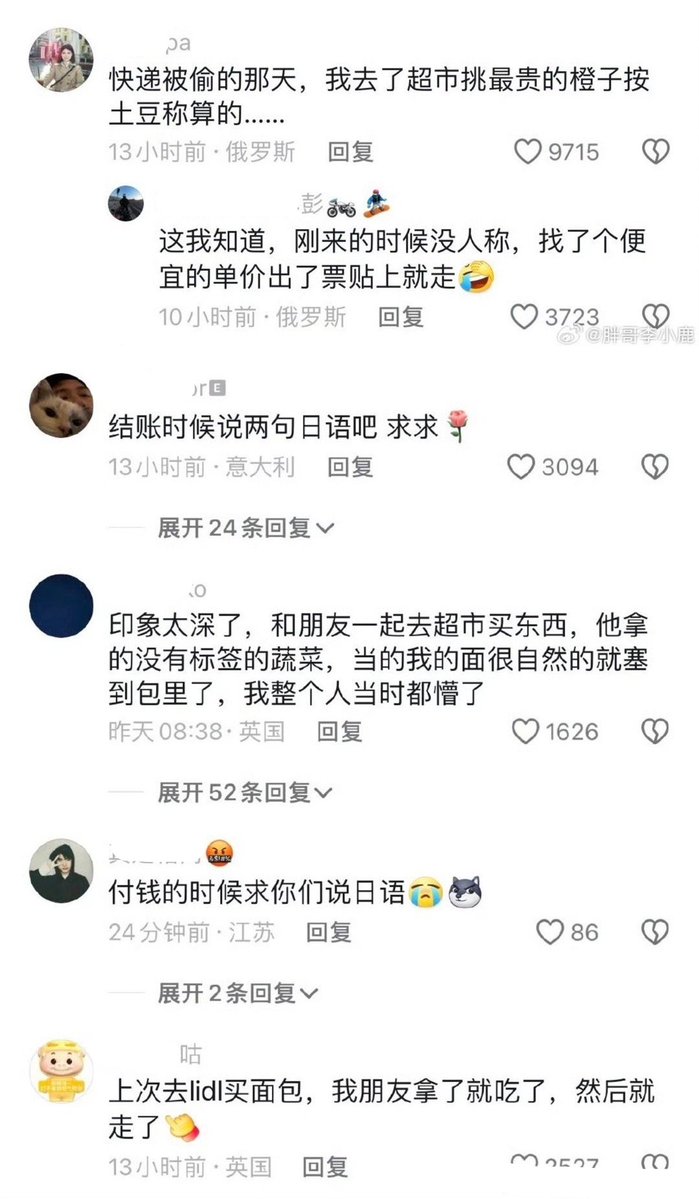 pa
快递被偷的那天，我去了超市挑最贵的橙子按
土豆称算的......
13小时前·俄罗斯 回复 9715
彭
这我知道，刚来的时候没人称，找了个便
宜的单价出了票贴上就走🤣
10小时前·俄罗斯 回复 3723
@胖哥李小鹿
结账时候说两句日语吧 求求🌹
13小时前·意大利 回复 3094
展开24条回复
印象太深了，和朋友一起去超市买东西，他拿
的没有标签的蔬菜，当的我的面很自然的就塞
到包里了，我整个人当时都懵了
昨天08:38·英国 回复 1626
展开52条回复
付钱的时候求你们说日语😭
24分钟前·江苏 回复 86
展开2条回复
咕
上次去lidl买面包，我朋友拿了就吃了，然后就
走了
13小时前·英国 回复